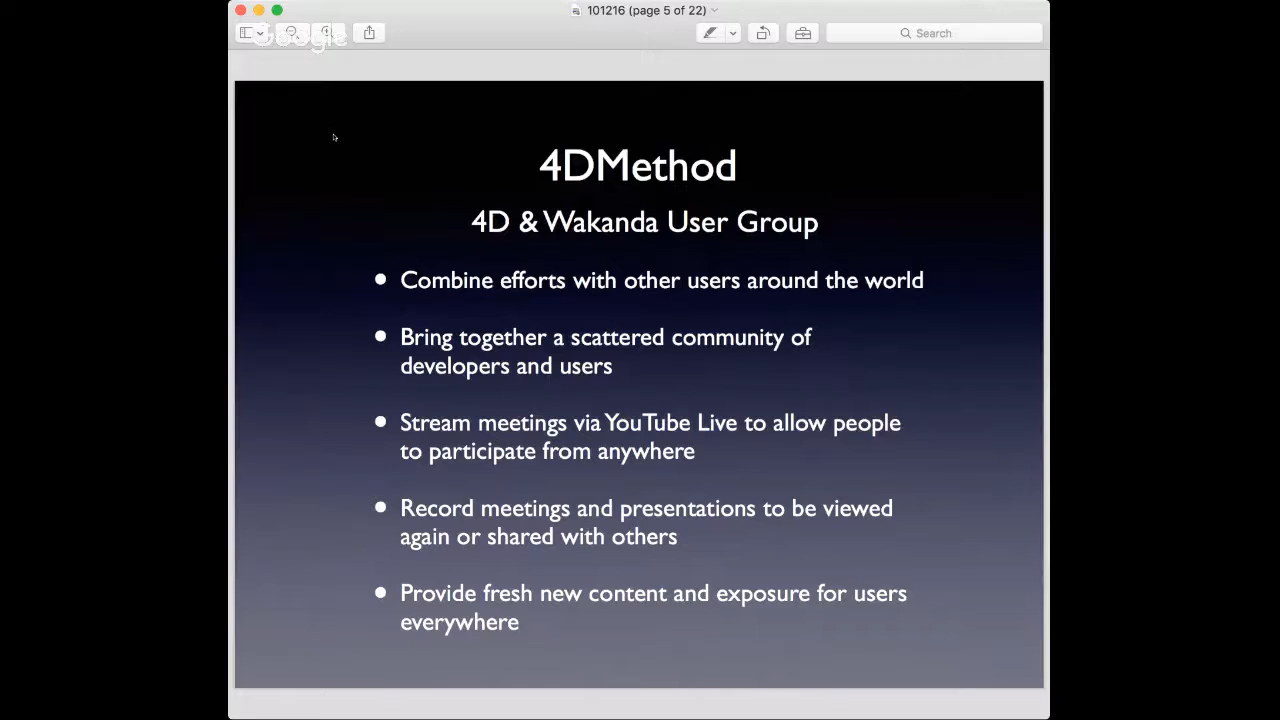 101216 (page 5 of 22)
Google
Search
4DMethod
4D & Wakanda User Group
• Combine efforts with other users around the world
• Bring together a scattered community of
developers and users
• Stream meetings via YouTube Live to allow people
to participate from anywhere
• Record meetings and presentations to be viewed
again or shared with others
• Provide fresh new content and exposure for users
everywhere